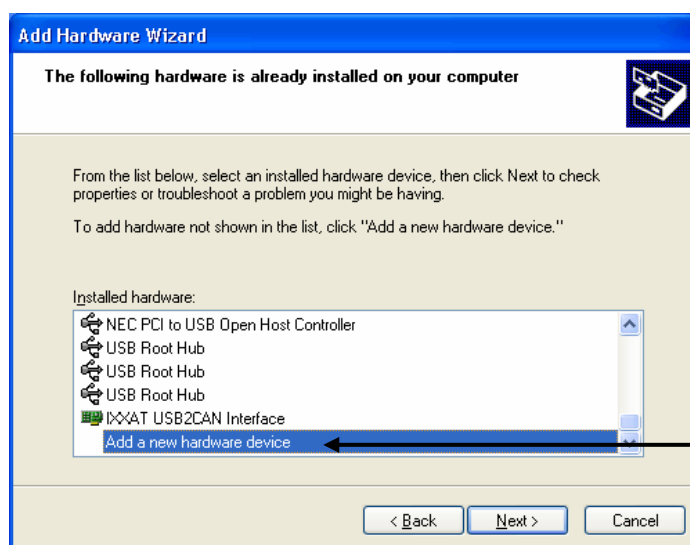 Add Hardware Wizard
The following hardware is already installed on your computer
From the list below, select an installed hardware device, then click Next to check
properties or troubleshoot a problem you might be having.
To add hardware not shown in the list, click "Add a new hardware device."
Installed hardware:
NEC PCI to USB Open Host Controller
USB Root Hub
USB Root Hub
USB Root Hub
IXXAT USB2CAN Interface
Add a new hardware device
< Back
Next >
Cancel